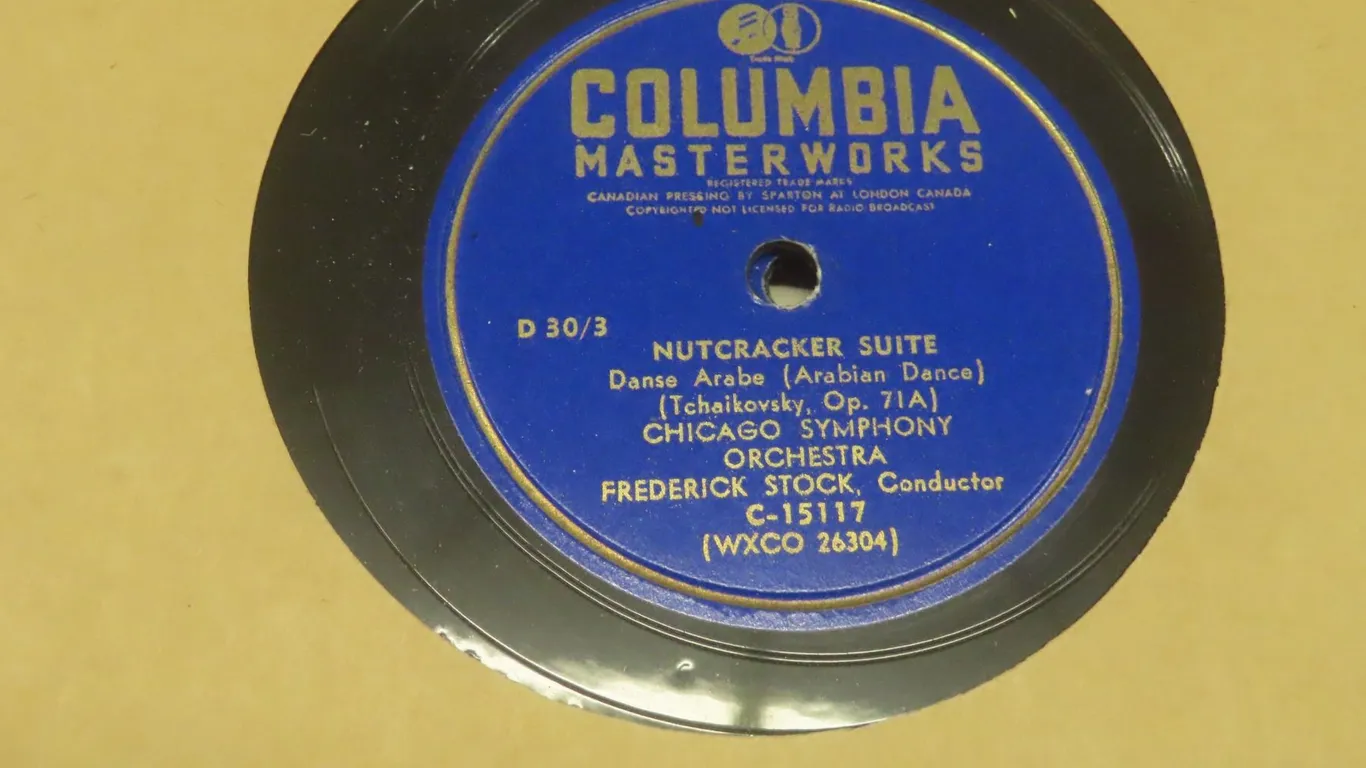 Trade Mark
COLUMBIA
MASTERWORKS
REGISTERED TRADE MARKS
CANADIAN PRESSING BY SPARTON AT LONDON CANADA
COPYRIGHTED NOT LICENSED FOR RADIO BROADCAST
D 30/3
NUTCRACKER SUITE
Danse Arabe (Arabian Dance)
(Tchaikovsky, Op. 71A)
CHICAGO SYMPHONY
ORCHESTRA
FREDERICK STOCK, Conductor
C-15117
(WXCO 26304)